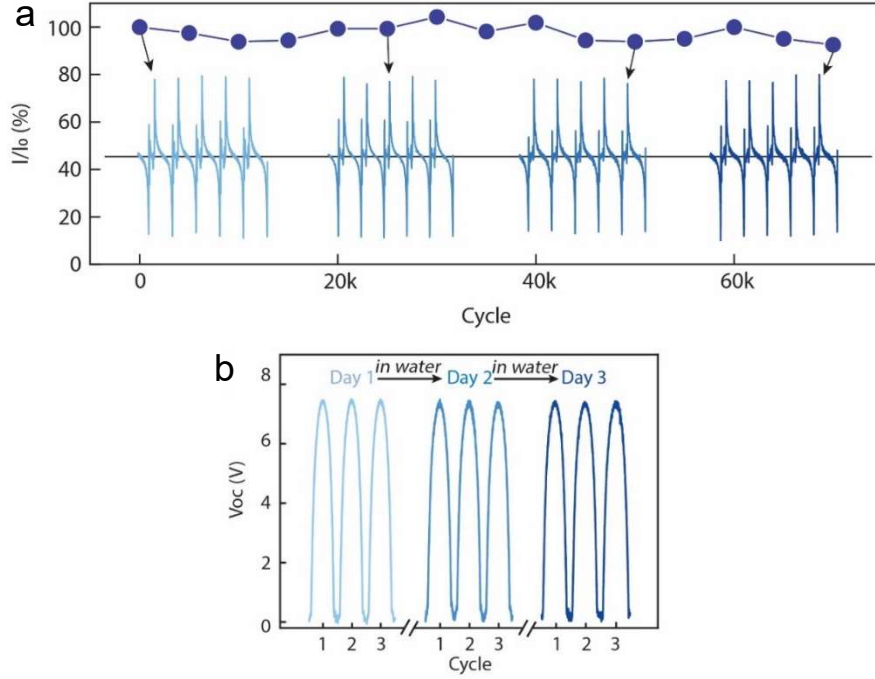 a
I/I₀ (%)
100
80
60
40
20
0
0 20k 40k 60k
Cycle
b
in water in water
Day 1 Day 2 Day 3
Voc (V)
8
6
4
2
0
1 2 3 1 2 3 1 2 3
Cycle